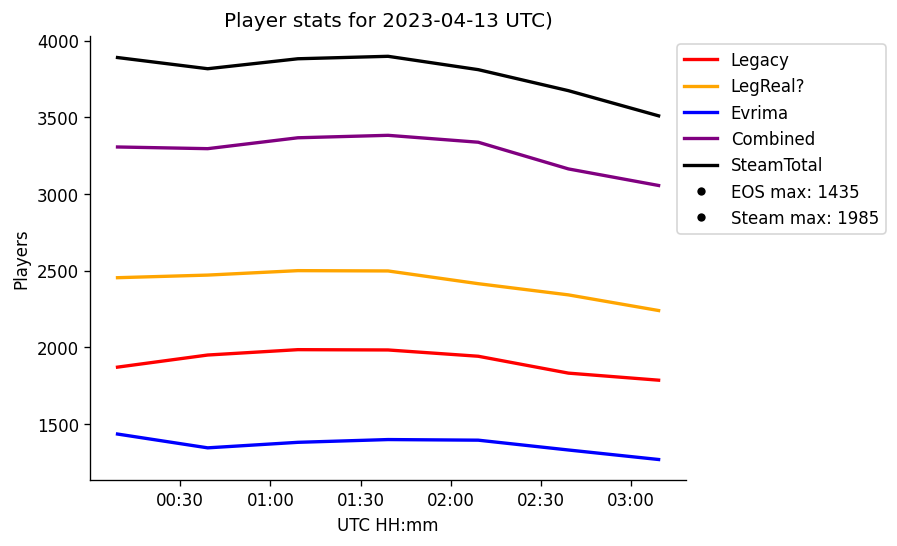 Player stats for 2023-04-13 UTC)
4000
3500
3000
2500
2000
1500
Players
00:30 01:00 01:30 02:00 02:30 03:00
UTC HH:mm
Legacy
LegReal?
Evrima
Combined
SteamTotal
EOS max: 1435
Steam max: 1985